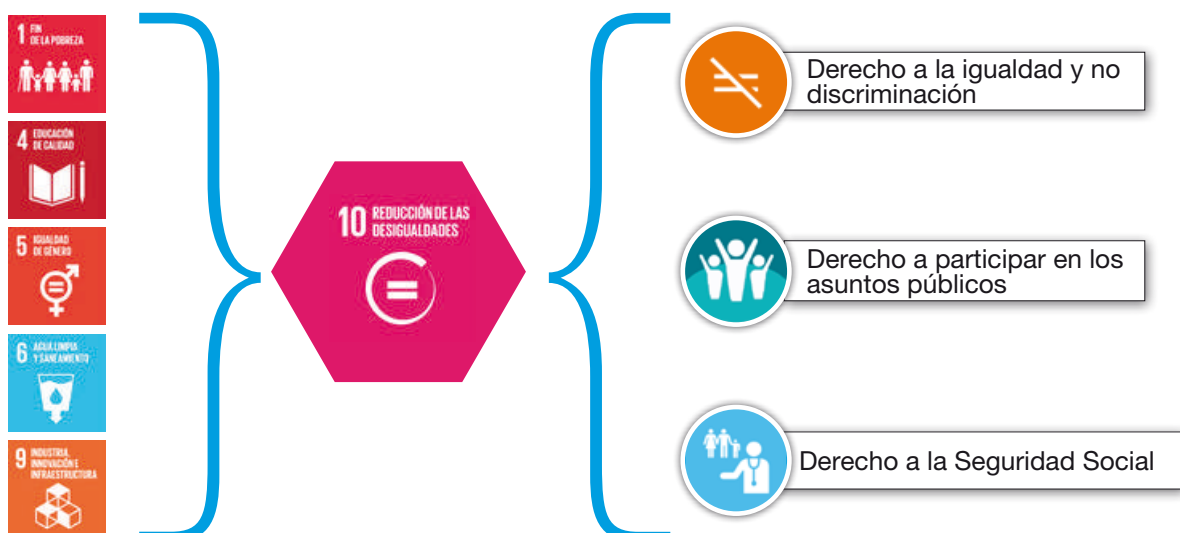 1 FIN
DE LA POBREZA
4 EDUCACIÓN
DE CALIDAD
5 IGUALDAD
DE GÉNERO
6 AGUA LIMPIA
Y SANEAMIENTO
9 INDUSTRIA,
INNOVACIÓN E
INFRAESTRUCTURA
10 REDUCCIÓN DE LAS
DESIGUALDADES
Derecho a la igualdad y no
discriminación
Derecho a participar en los
asuntos públicos
Derecho a la Seguridad Social